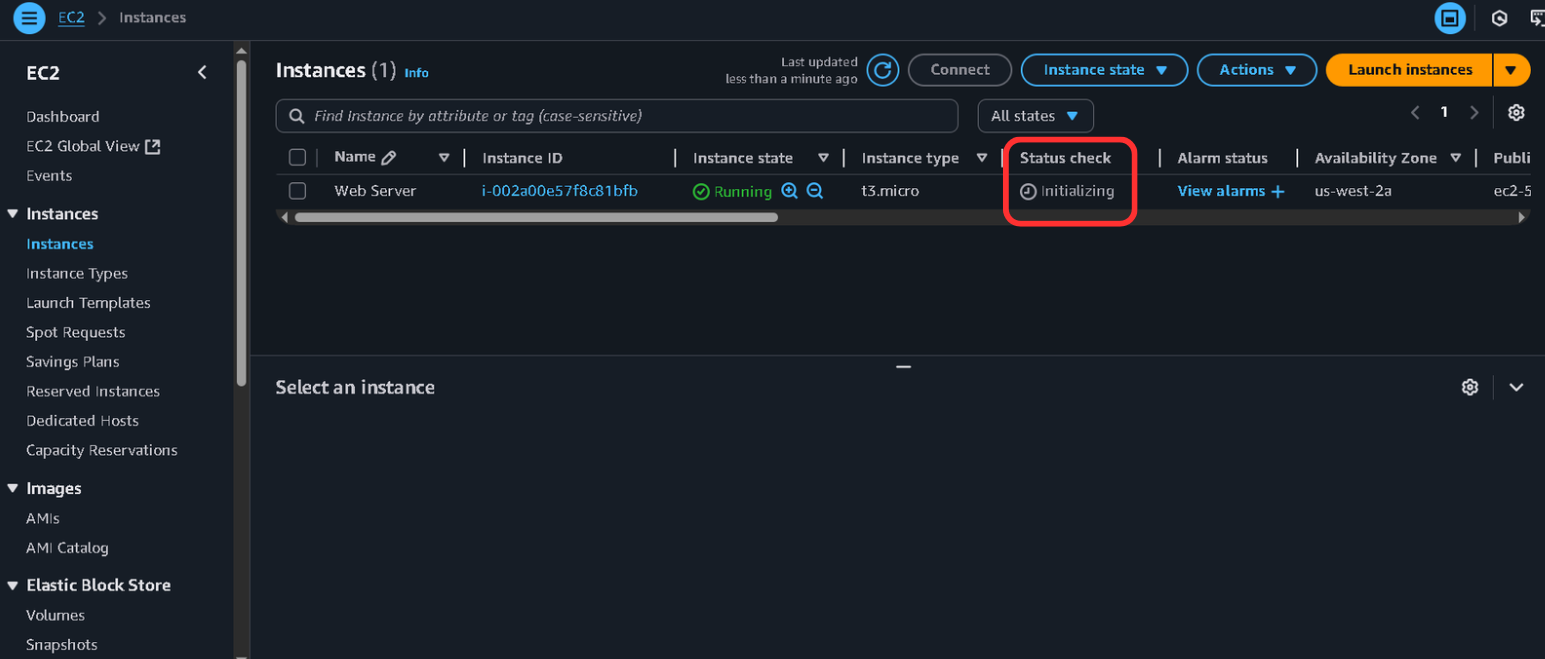 EC2 > Instances
EC2
Dashboard
EC2 Global View
Events
Instances
Instances
Instance Types
Launch Templates
Spot Requests
Savings Plans
Reserved Instances
Dedicated Hosts
Capacity Reservations
Images
AMIs
AMI Catalog
Elastic Block Store
Volumes
Snapshots
Instances (1) Info
Last updated
less than a minute ago
Connect
Instance state
Actions
Launch instances
Find Instance by attribute or tag (case-sensitive)
All states
1
Name Instance ID Instance state Instance type Status check Alarm status Availability Zone Publi
Web Server i-002a00e57f8c81bfb Running t3.micro Initializing View alarms + us-west-2a ec2-5
Select an instance